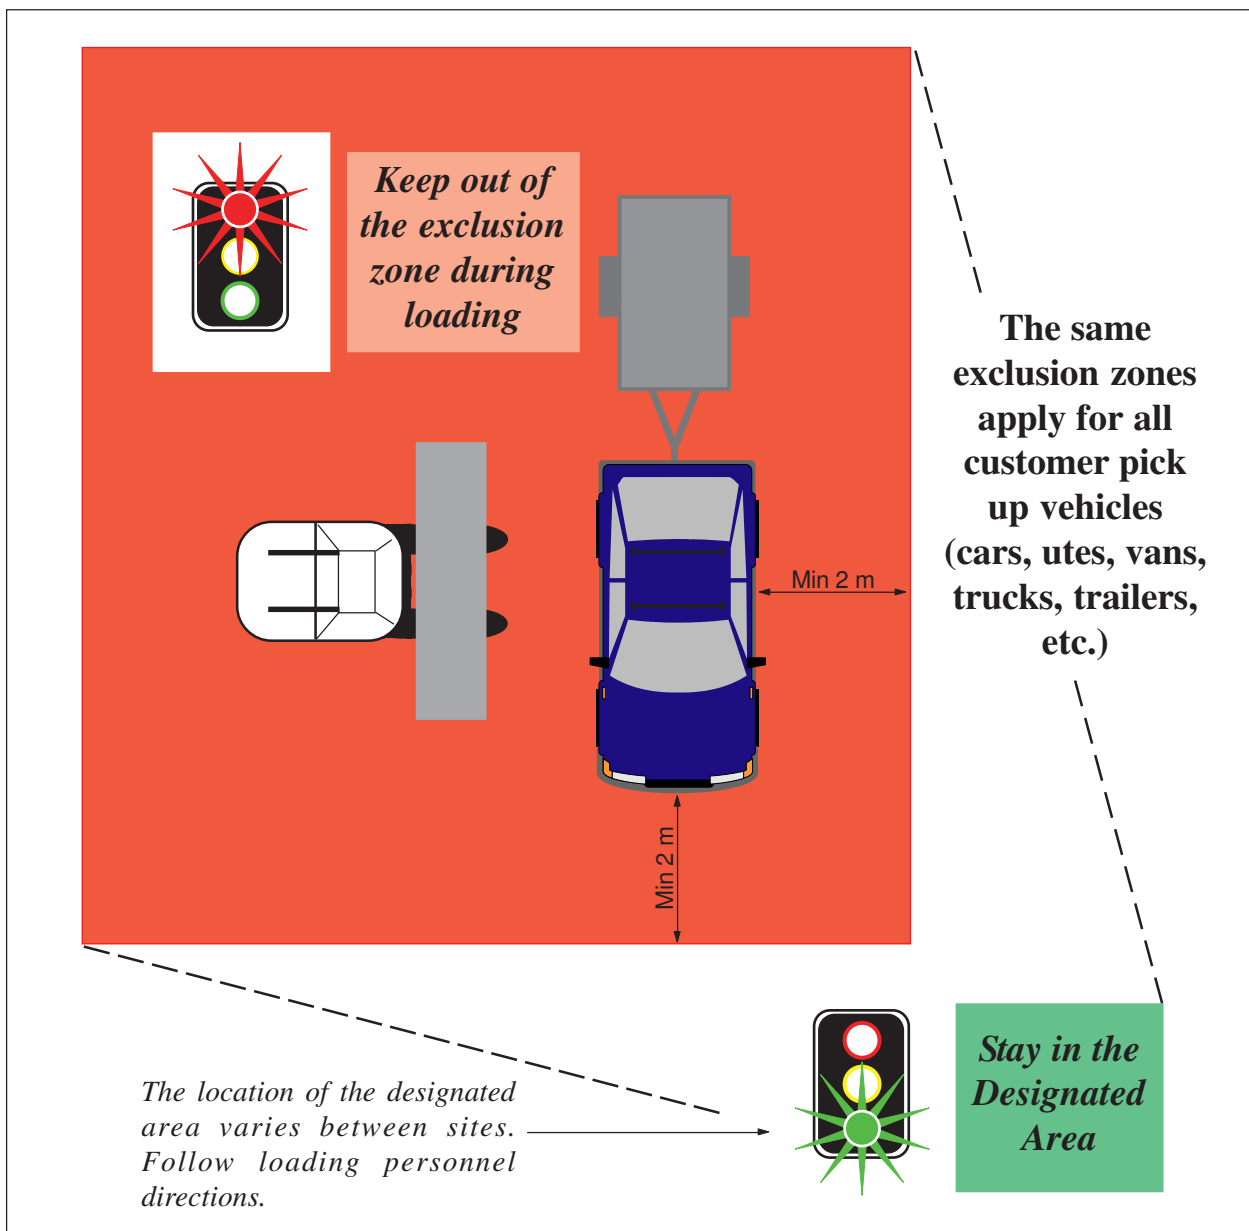 Keep out of
the exclusion
zone during
loading
The same
exclusion zones
apply for all
customer pick
up vehicles
(cars, utes, vans,
trucks, trailers,
etc.)
Min 2 m
Min 2 m
Stay in the
Designated
Area
The location of the designated
area varies between sites.
Follow loading personnel
directions.